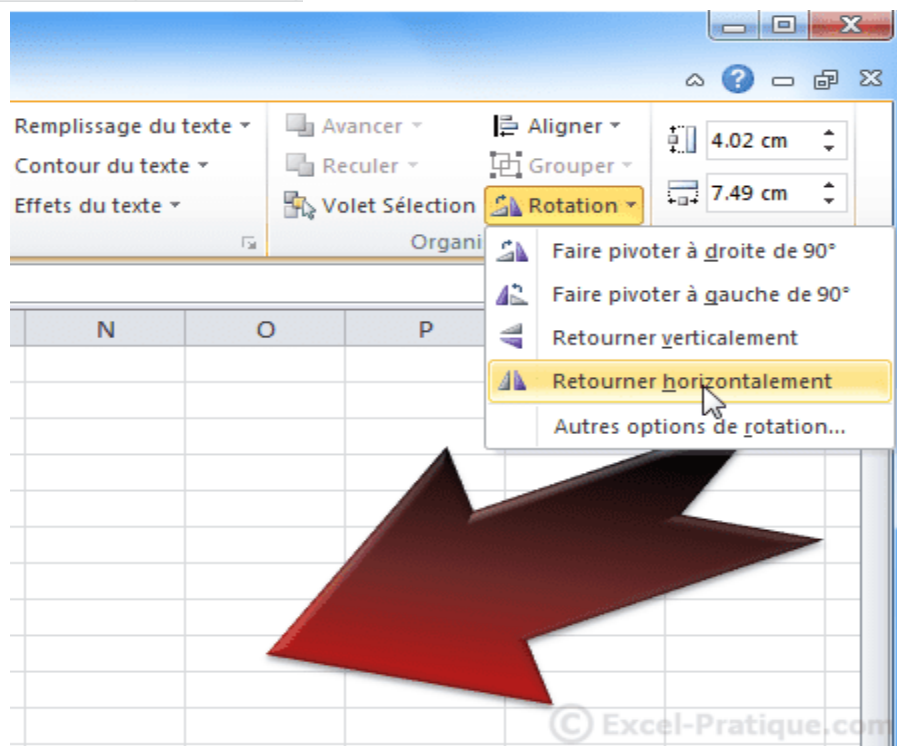 Remplissage du texte
Avancer
Aligner
4.02 cm
Contour du texte
Reculer
Grouper
Effets du texte
Volet Sélection
Rotation
7.49 cm
Organi
Faire pivoter à droite de 90°
Faire pivoter à gauche de 90°
Retourner verticalement
Retourner horizontalement
Autres options de rotation...
N O P
© Excel-Pratique.com